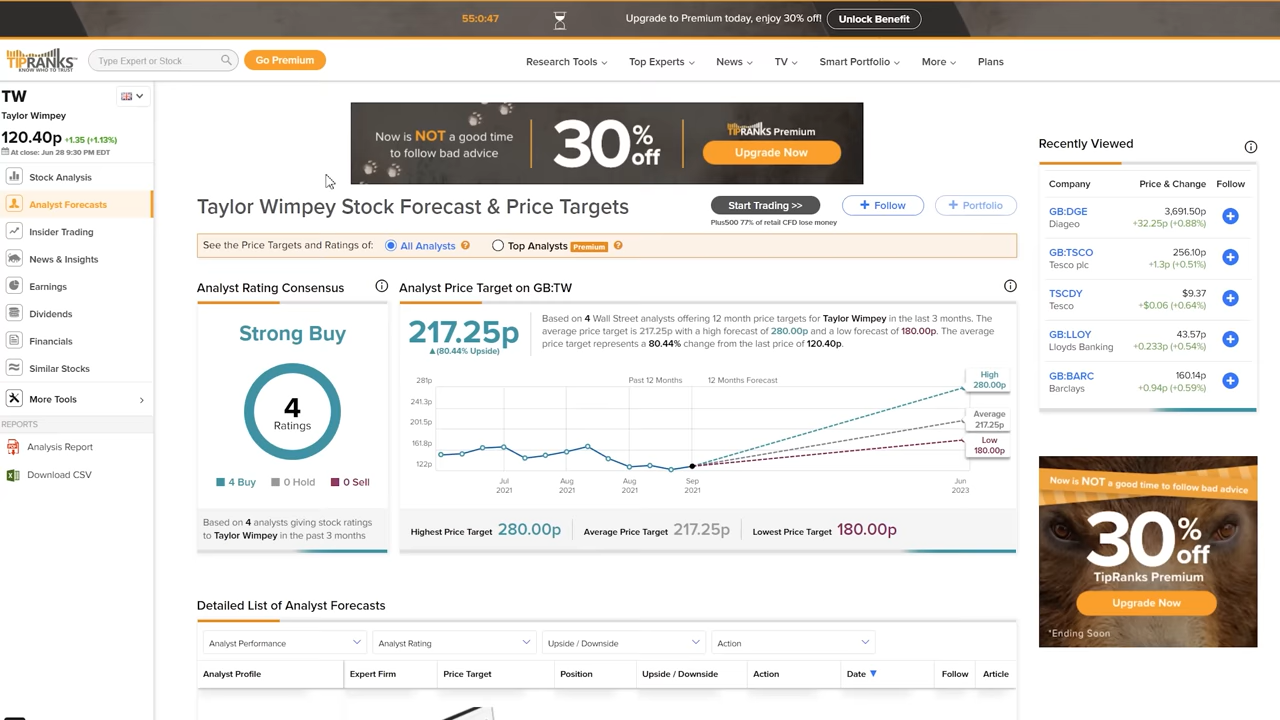 55:0:47
Upgrade to Premium today, enjoy 30% off!
Unlock Benefit
TIPRANKS
KNOW WHO TO TRUST
Type Expert or Stock
Go Premium
Research Tools
Top Experts
News
TV
Smart Portfolio
More
Plans
TW
Taylor Wimpey
120.40p +1.35 (+1.13%)
At close: Jun 28 9:30 PM EDT
Stock Analysis
Analyst Forecasts
Insider Trading
News & Insights
Earnings
Dividends
Financials
Similar Stocks
More Tools
REPORTS
Analysis Report
Download CSV
Now is NOT a good time
to follow bad advice
30% off
TIPRANKS Premium
Upgrade Now
Taylor Wimpey Stock Forecast & Price Targets
Start Trading >>
Plus500 77% of retail CFD lose money
+ Follow
+ Portfolio
See the Price Targets and Ratings of:
All Analysts
Top Analysts Premium
Analyst Rating Consensus
Strong Buy
4
Ratings
4 Buy
0 Hold
0 Sell
Based on 4 analysts giving stock ratings
to Taylor Wimpey in the past 3 months
Analyst Price Target on GB:TW
217.25p
▲(80.44% Upside)
Based on 4 Wall Street analysts offering 12 month price targets for Taylor Wimpey in the last 3 months. The
average price target is 217.25p with a high forecast of 280.00p and a low forecast of 180.00p. The average
price target represents a 80.44% change from the last price of 120.40p.
Past 12 Months
12 Months Forecast
281p
241.3p
201.5p
161.8p
122p
High
280.00p
Average
217.25p
Low
180.00p
Jul
2021
Aug
2021
Aug
2021
Sep
2021
Jun
2023
Highest Price Target 280.00p
Average Price Target 217.25p
Lowest Price Target 180.00p
Detailed List of Analyst Forecasts
Analyst Performance
Analyst Rating
Upside / Downside
Action
Analyst Profile
Expert Firm
Price Target
Position
Upside / Downside
Action
Date ▼
Follow
Article
Recently Viewed
Company
Price & Change
Follow
GB:DGE 3,691.50p
Diageo +32.25p (+0.88%)
GB:TSCO 256.10p
Tesco plc +1.3p (+0.51%)
TSCDY $9.37
Tesco +$0.06 (+0.64%)
GB:LLOY 43.57p
Lloyds Banking +0.233p (+0.54%)
GB:BARC 160.14p
Barclays +0.94p (+0.59%)
Now is NOT a good time to follow bad advice
30% off
TipRanks Premium
Upgrade Now
*Ending Soon